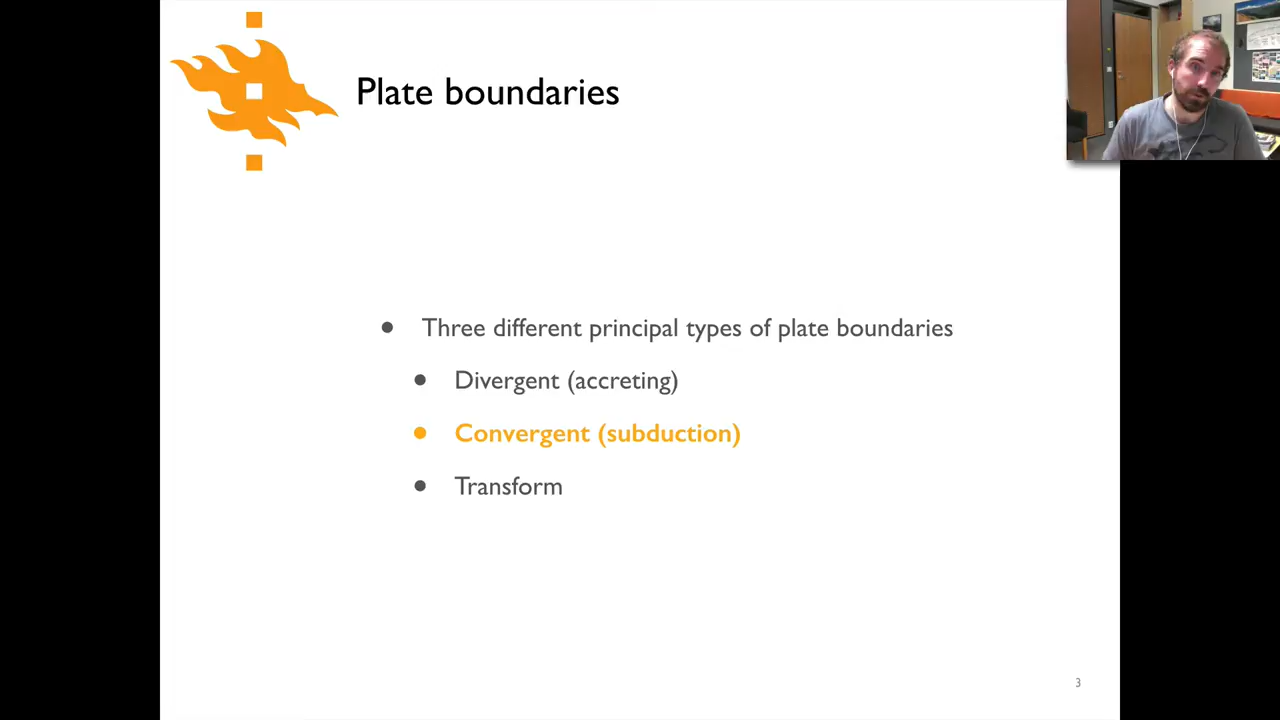 Plate boundaries
● Three different principal types of plate boundaries
● Divergent (accreting)
● Convergent (subduction)
● Transform
3